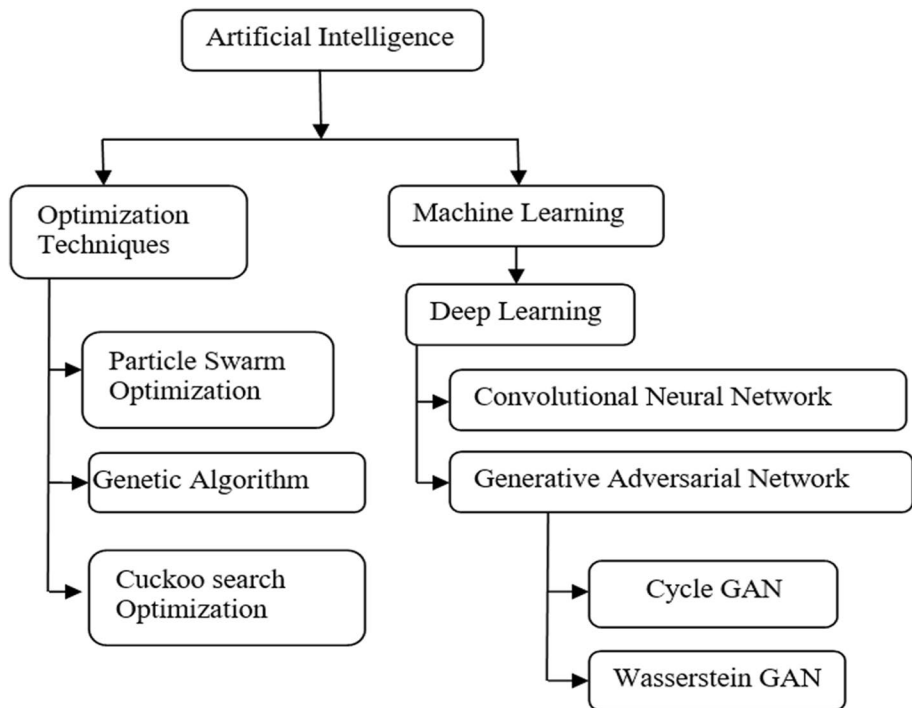 Artificial Intelligence
Optimization
Techniques
Machine Learning
Deep Learning
Particle Swarm
Optimization
Convolutional Neural Network
Genetic Algorithm
Generative Adversarial Network
Cuckoo search
Optimization
Cycle GAN
Wasserstein GAN